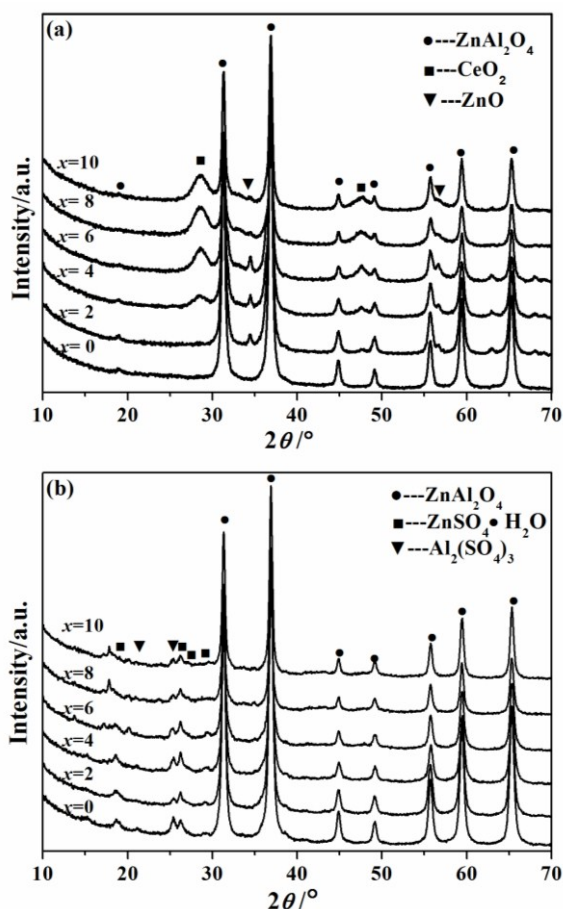 (a)
●---ZnAl₂O₄
■---CeO₂
▼---ZnO
x=10
x= 8
x= 6
x= 4
x= 2
x= 0
Intensity/a.u.
10 20 30 40 50 60 70
2θ/°
(b)
●---ZnAl₂O₄
■---ZnSO₄● H₂O
▼---Al₂(SO₄)₃
x=10
x=8
x=6
x=4
x=2
x=0
Intensity/a.u.
10 20 30 40 50 60 70
2θ/°